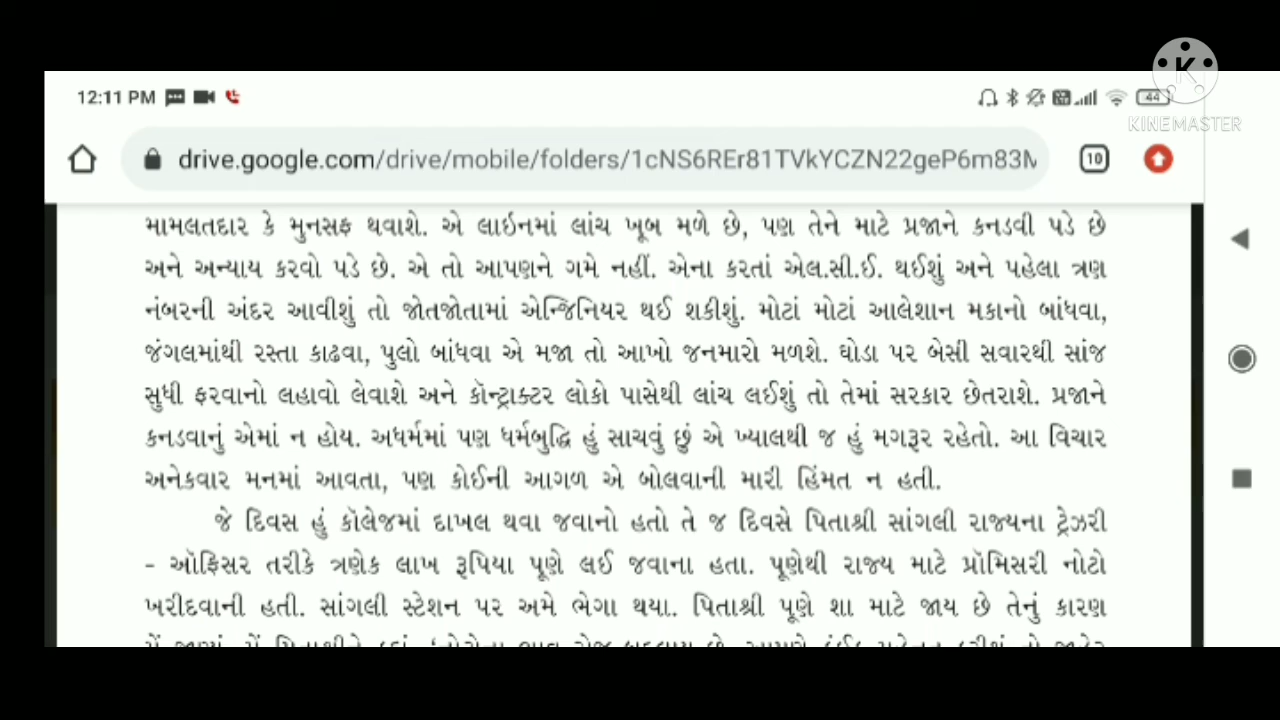 12:11 PM
44
KINEMASTER
drive.google.com/drive/mobile/folders/1cNS6REr81TVkYCZN22geP6m83M
10
મામલતદાર કે મુનસફ થવાશે. એ લાઇનમાં લાંચ ખૂબ મળે છે, પણ તેને માટે પ્રજાને કનડવી પડે છે
અને અન્યાય કરવો પડે છે. એ તો આપણને ગમે નહીં. એના કરતાં એલ.સી.ઈ. થઈશું અને પહેલા ત્રણ
નંબરની અંદર આવીશું તો જોતજોતામાં એન્જિનિયર થઈ શકીશું. મોટાં મોટાં આલેશાન મકાનો બાંધવા,
જંગલમાંથી રસ્તા કાઢવા, પુલો બાંધવા એ મજા તો આખો જનમારો મળશે. ઘોડા પર બેસી સવારથી સાંજ
સુધી ફરવાનો લહાવો લેવાશે અને કૉન્ટ્રાક્ટર લોકો પાસેથી લાંચ લઈશું તો તેમાં સરકાર છેતરાશે. પ્રજાને
કનડવાનું એમાં ન હોય. અધર્મમાં પણ ધર્મબુદ્ધિ હું સાચવું છું એ ખ્યાલથી જ હું મગરૂર રહેતો. આ વિચાર
અનેકવાર મનમાં આવતા, પણ કોઈની આગળ એ બોલવાની મારી હિંમત ન હતી.
જે દિવસ હું કૉલેજમાં દાખલ થવા જવાનો હતો તે જ દિવસે પિતાશ્રી સાંગલી રાજ્યના ટ્રેઝરી
- ઑફિસર તરીકે ત્રણેક લાખ રૂપિયા પૂણે લઈ જવાના હતા. પૂણેથી રાજ્ય માટે પ્રૉમિસરી નોટો
ખરીદવાની હતી. સાંગલી સ્ટેશન પર અમે ભેગા થયા. પિતાશ્રી પૂણે શા માટે જાય છે તેનું કારણ